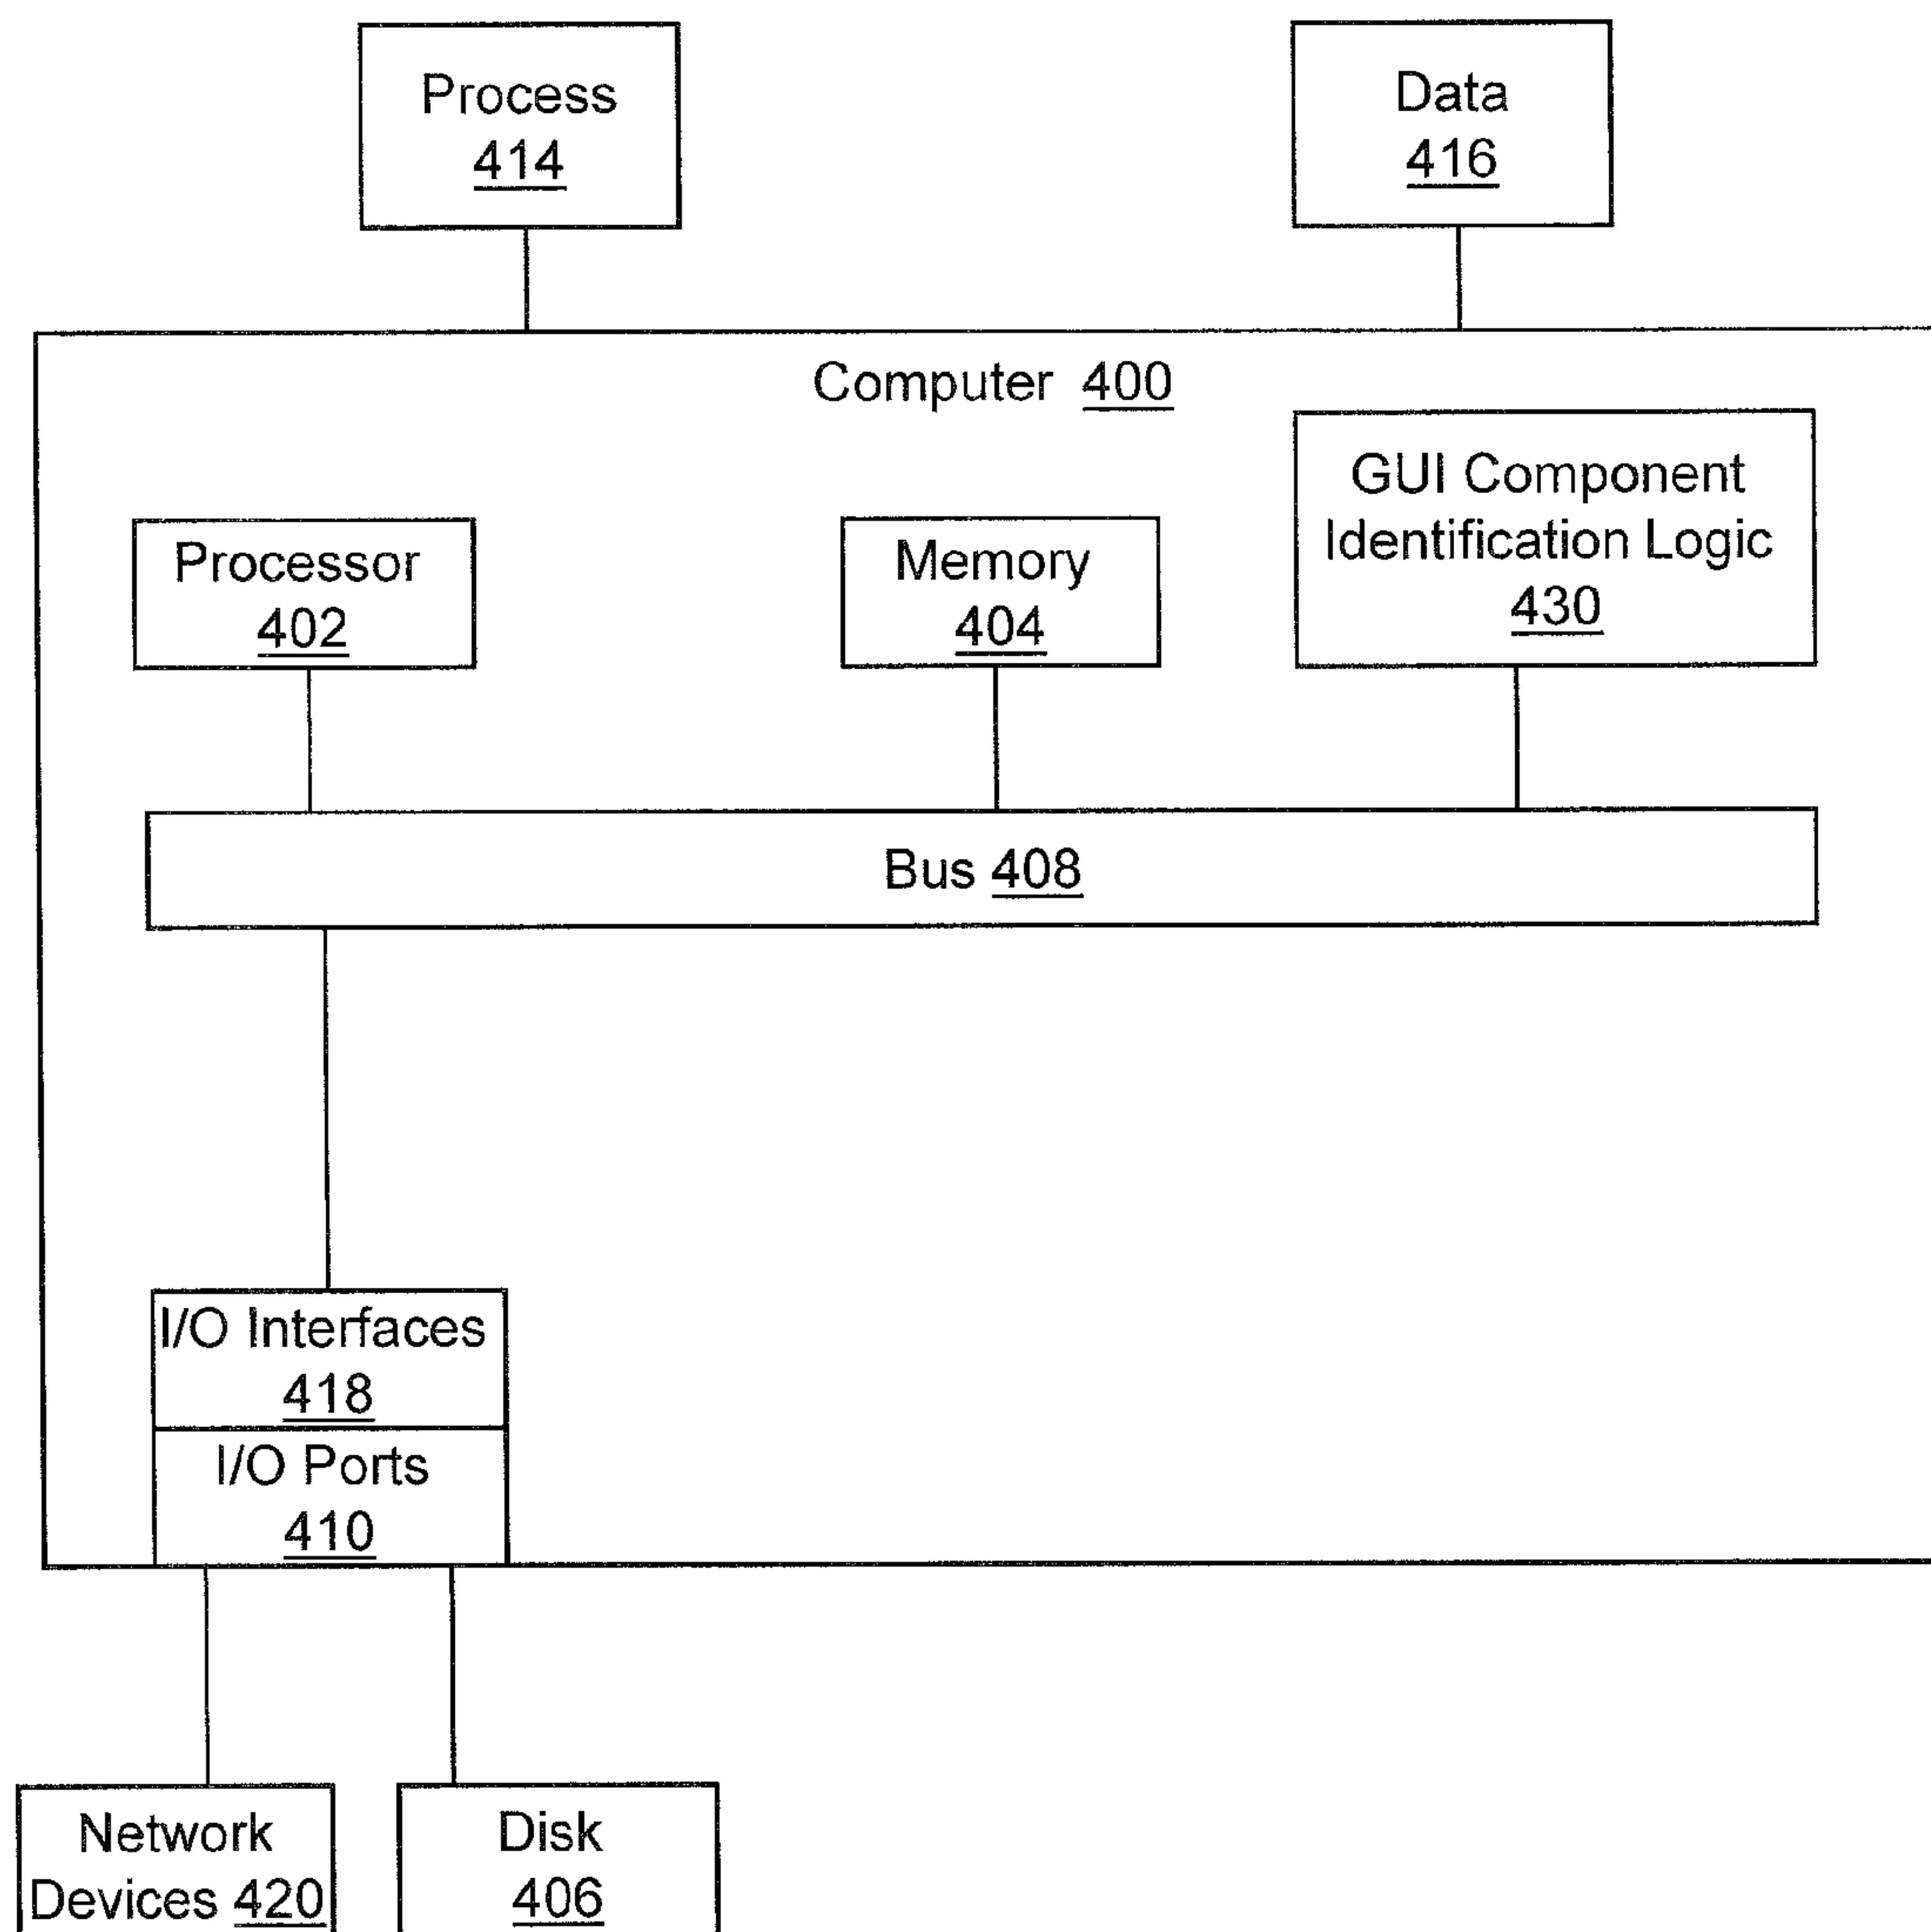 Process
414
Data
416
Computer 400
GUI Component
Identification Logic
430
Processor
402
Memory
404
Bus 408
I/O Interfaces
418
I/O Ports
410
Network
Devices 420
Disk
406